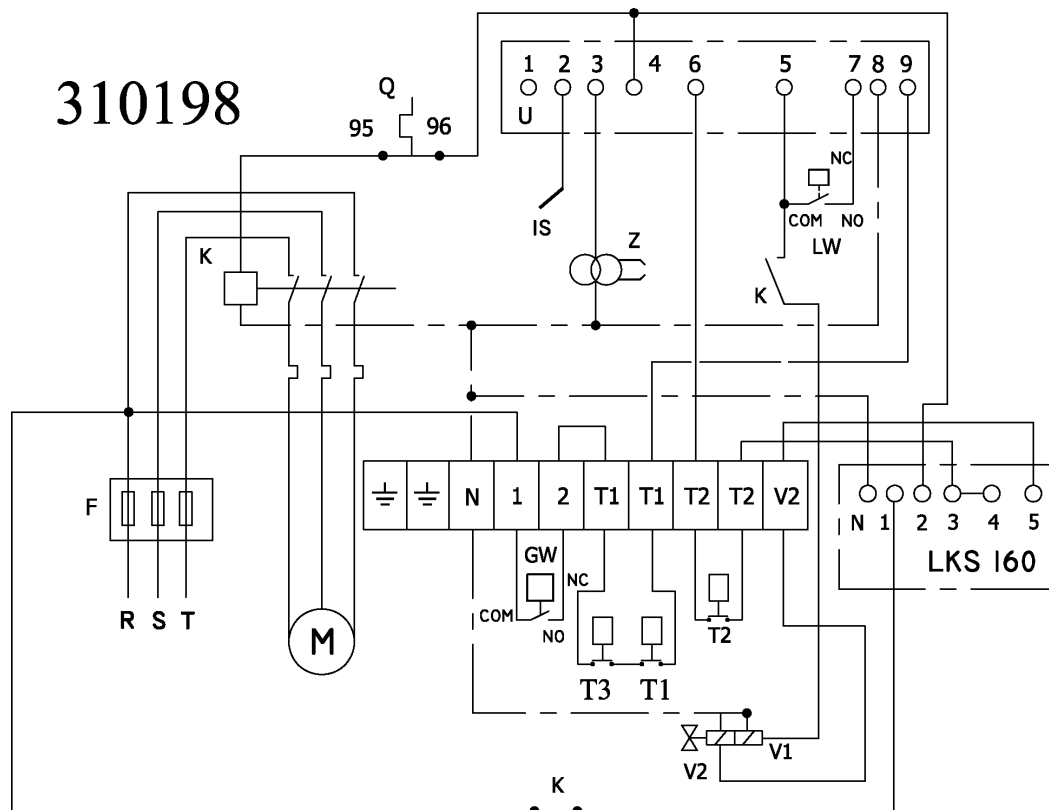 310198
1 2 3 4 6 5 7 8 9
U
Q
95 96
NC
COM NO
LW
IS
Z
K
K
N 1 2 T1 T1 T2 T2 V2
N 1 2 3 4 5
LKS 160
F
R S T
M
GW
NC
COM
NO
T2
T3 T1
V1
V2
K